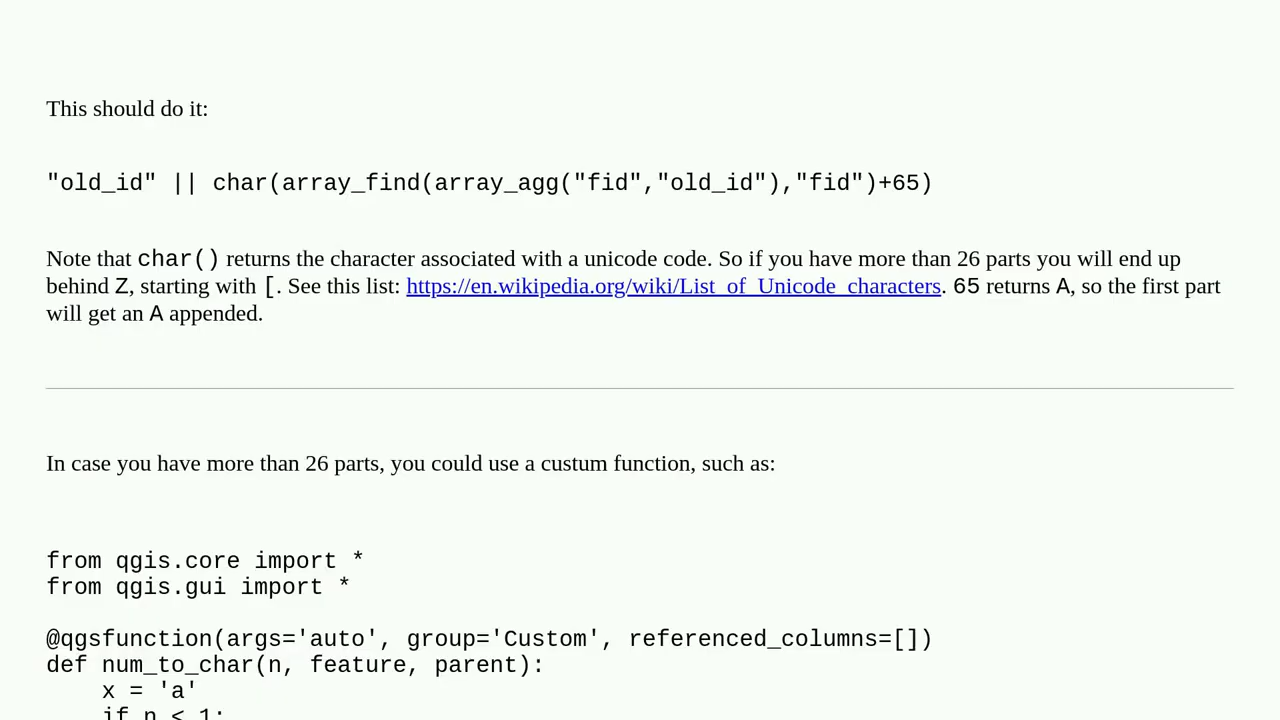 This should do it:
"old_id" || char(array_find(array_agg("fid","old_id"),"fid")+65)
Note that char() returns the character associated with a unicode code. So if you have more than 26 parts you will end up
behind Z, starting with [. See this list: https://en.wikipedia.org/wiki/List_of_Unicode_characters. 65 returns A, so the first part
will get an A appended.
In case you have more than 26 parts, you could use a custum function, such as:
from qgis.core import *
from qgis.gui import *
@qgsfunction(args='auto', group='Custom', referenced_columns=[])
def num_to_char(n, feature, parent):
    x = 'a'
    if n < 1: